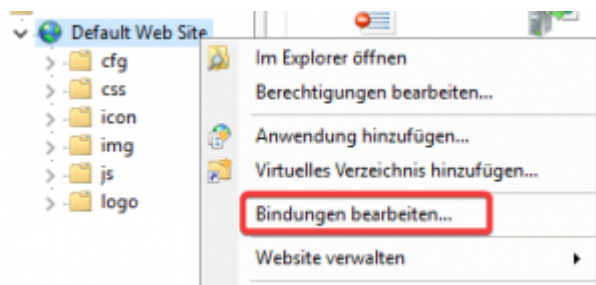 Default Web Site
cfg
css
icon
img
js
logo
Im Explorer öffnen
Berechtigungen bearbeiten...
Anwendung hinzufügen...
Virtuelles Verzeichnis hinzufügen...
Bindungen bearbeiten...
Website verwalten